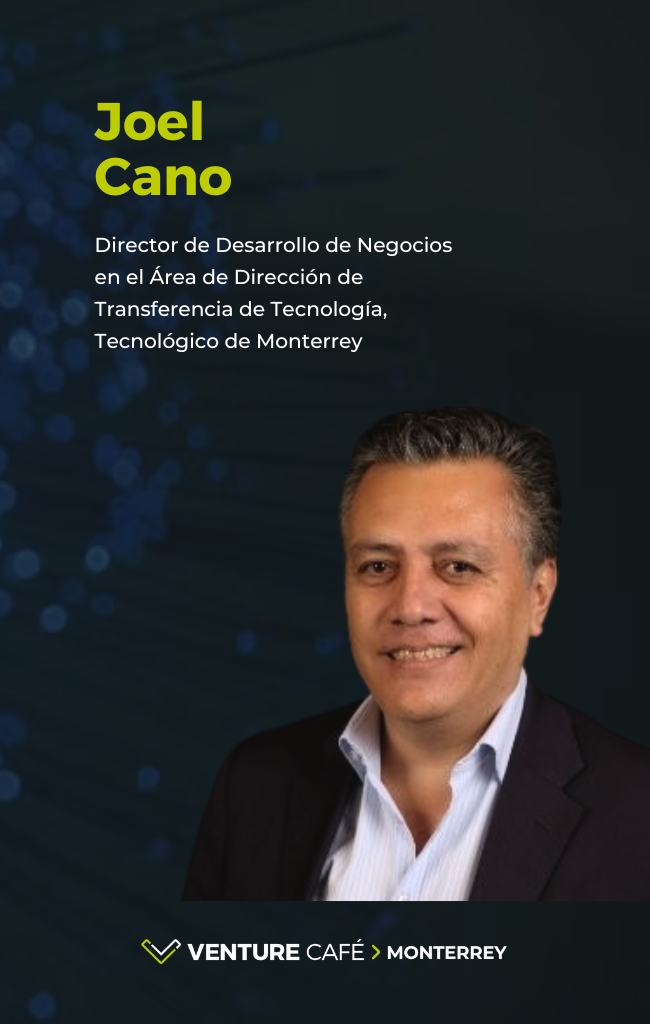 Joel
Cano
Director de Desarrollo de Negocios
en el Área de Dirección de
Transferencia de Tecnología,
Tecnológico de Monterrey
VENTURE CAFÉ > MONTERREY